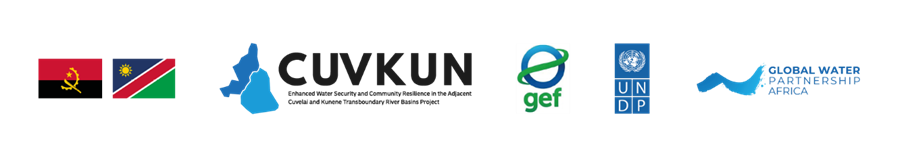 CUVKUN
Enhanced Water Security and Community Resilience in the Adjacent
Cuvelai and Kunene Transboundary River Basins Project
gef
U N
D P
GLOBAL WATER
PARTNERSHIP
AFRICA